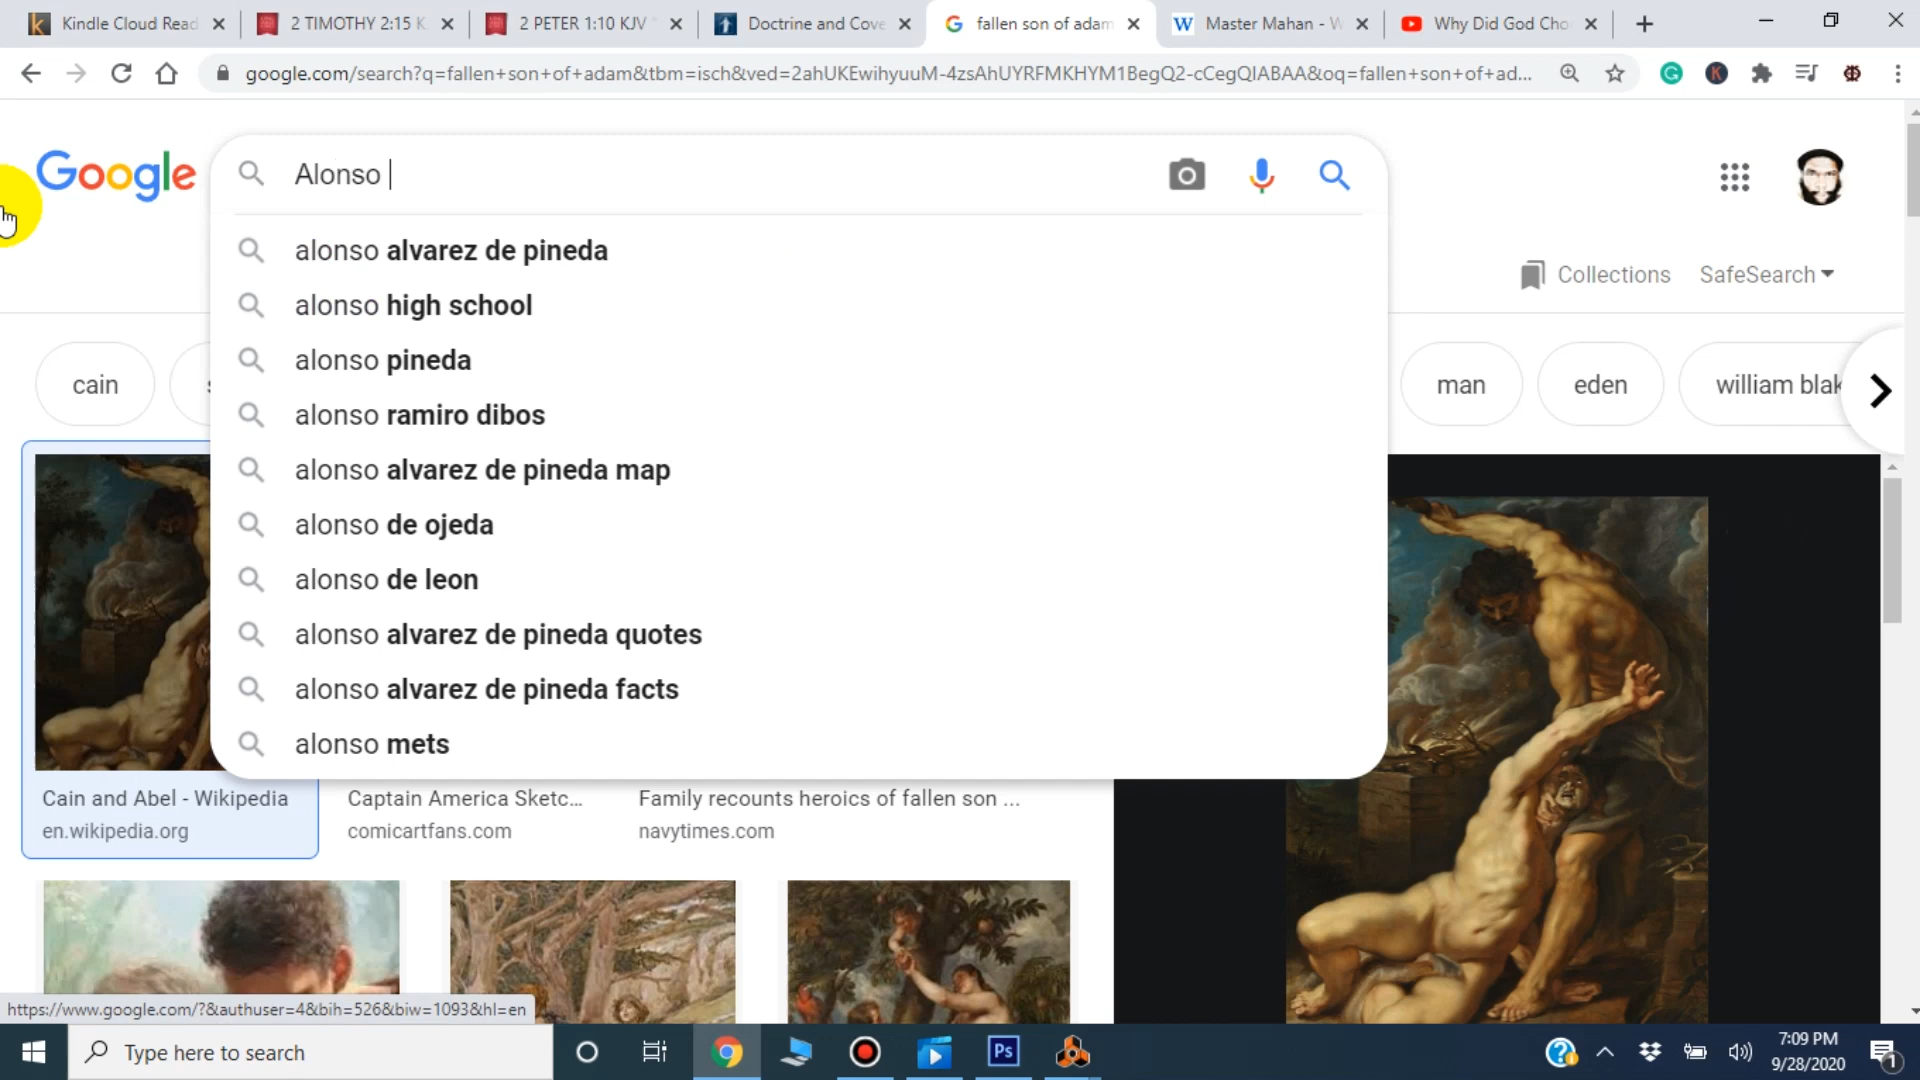 Kindle Cloud Read
2 TIMOTHY 2:15 K
2 PETER 1:10 KJV
Doctrine and Cove
fallen son of adam
Master Mahan - W
Why Did God Cho
google.com/search?q=fallen+son+of+adam&tbm=isch&ved=2ahUKEwihyuuM-4zsAhUYRFMKHYM1BegQ2-cCegQIABAA&oq=fallen+son+of+ad...
Google
Alonso
alonso alvarez de pineda
alonso high school
alonso pineda
alonso ramiro dibos
alonso alvarez de pineda map
alonso de ojeda
alonso de leon
alonso alvarez de pineda quotes
alonso alvarez de pineda facts
alonso mets
Collections
SafeSearch
cain
man
eden
william blak
Cain and Abel - Wikipedia
en.wikipedia.org
Captain America Sketc...
comicartfans.com
Family recounts heroics of fallen son ...
navytimes.com
https://www.google.com/?&authuser=4&bih=526&biw=1093&hl=en
Type here to search
Ps
7:09 PM
9/28/2020
1